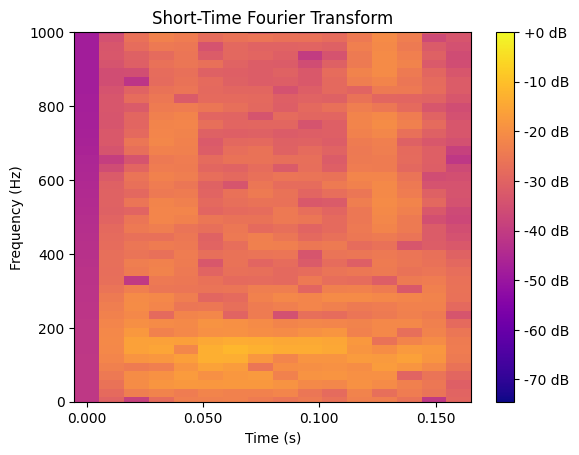 Short-Time Fourier Transform
1000
800
600
400
200
0
Frequency (Hz)
0.000
0.050
0.100
0.150
Time (s)
+0 dB
-10 dB
-20 dB
-30 dB
-40 dB
-50 dB
-60 dB
-70 dB